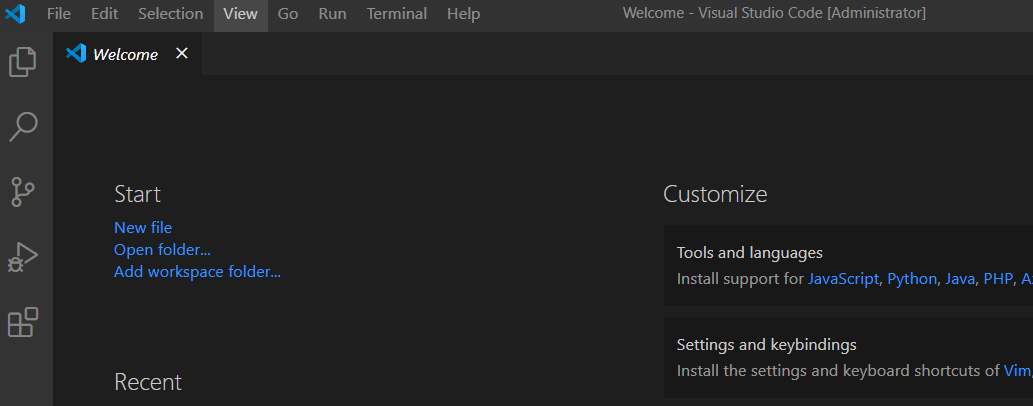 File Edit Selection View Go Run Terminal Help Welcome - Visual Studio Code [Administrator]
Welcome
Start
New file
Open folder...
Add workspace folder...
Recent
Customize
Tools and languages
Install support for JavaScript, Python, Java, PHP, A
Settings and keybindings
Install the settings and keyboard shortcuts of Vim,